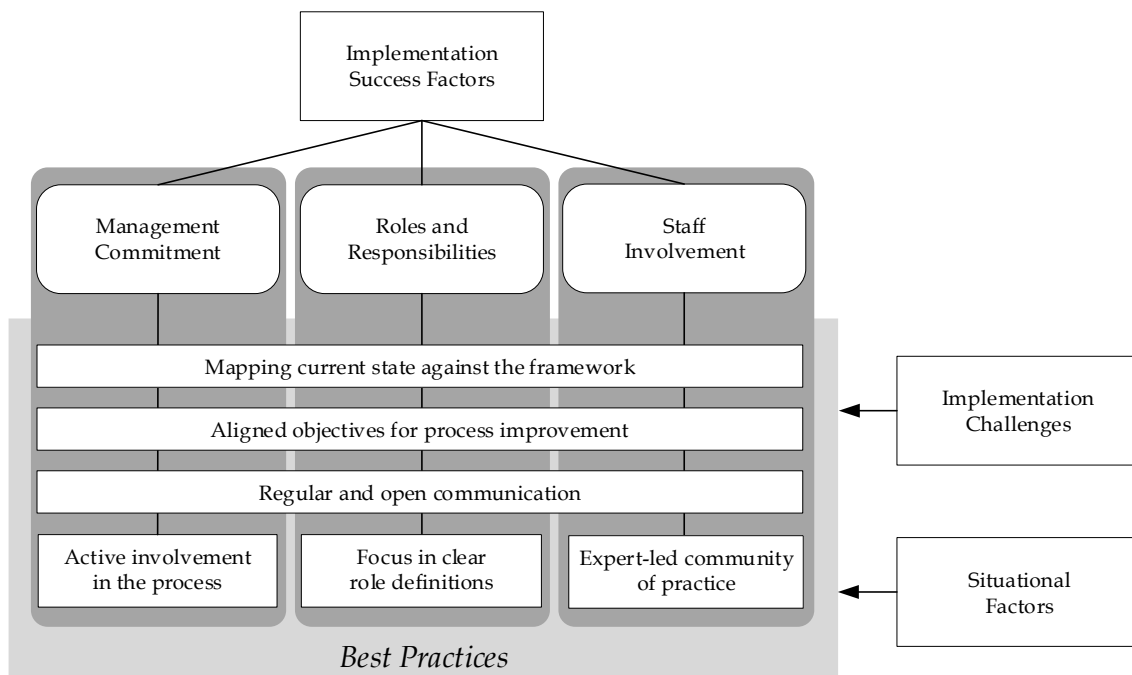 Implementation
Success Factors
Management
Commitment
Roles and
Responsibilities
Staff
Involvement
Mapping current state against the framework
Aligned objectives for process improvement
Regular and open communication
Active involvement
in the process
Focus in clear
role definitions
Expert-led community
of practice
Best Practices
Implementation
Challenges
Situational
Factors